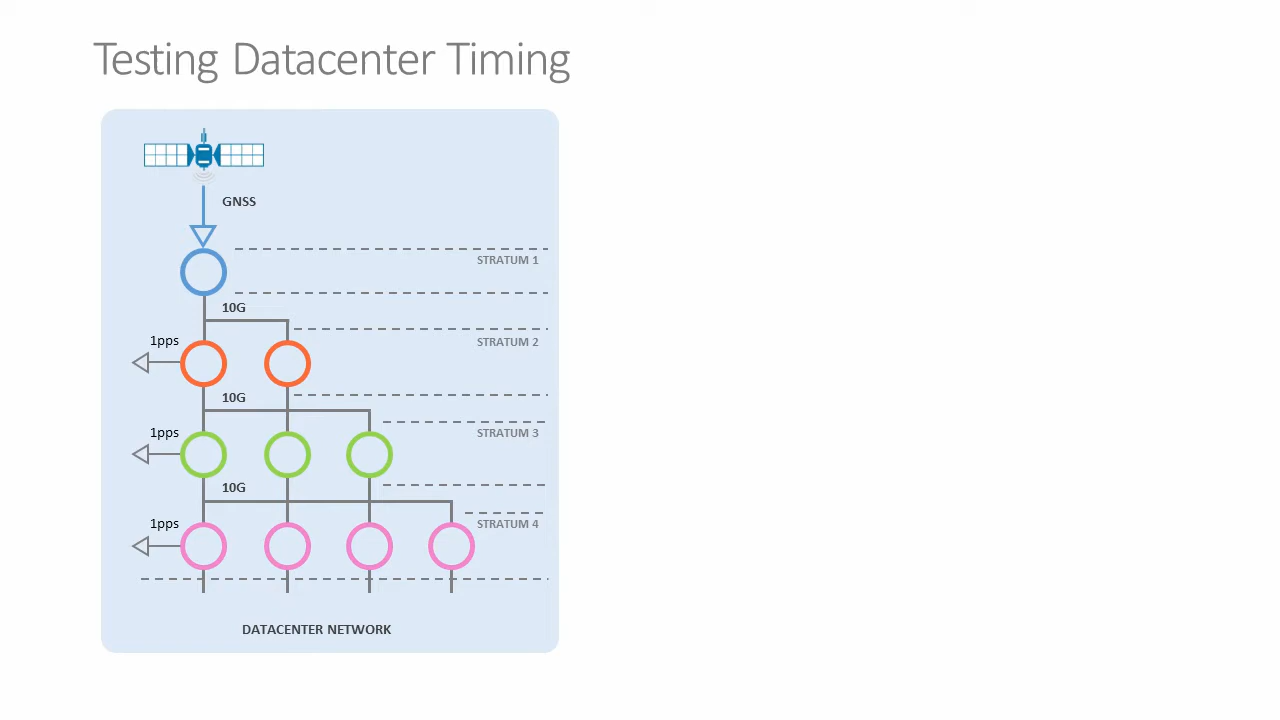 Testing Datacenter Timing
GNSS
STRATUM 1
10G
1pps
STRATUM 2
10G
1pps
STRATUM 3
10G
1pps
STRATUM 4
DATACENTER NETWORK